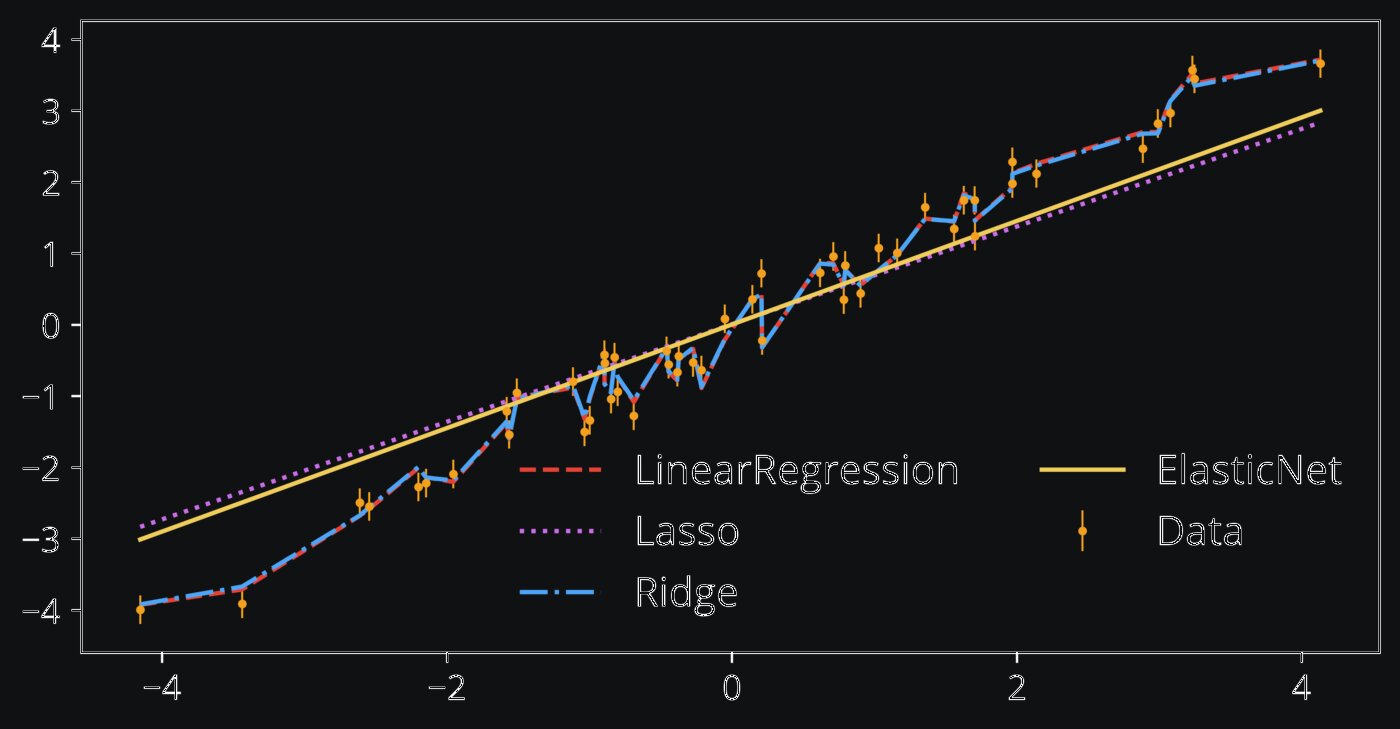 4
3
2
1
0
−1
−2
−3
−4
LinearRegression
Lasso
Ridge
ElasticNet
Data
−4 −2 0 2 4